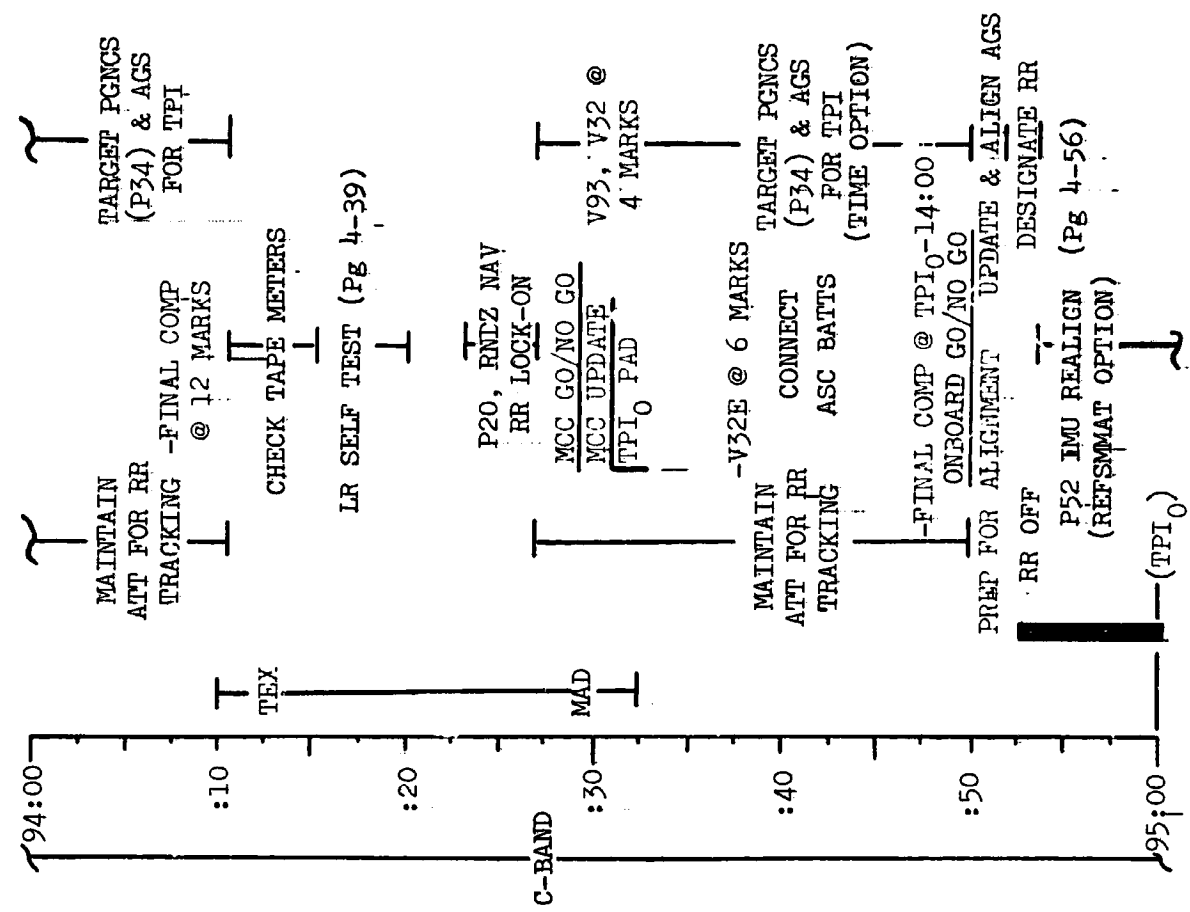 94:00
:10
:20
:30
:40
:50
95:00
C-BAND
TEX
MAD
(TPI0)
MAINTAIN
ATT FOR RR
TRACKING
-FINAL COMP
@ 12 MARKS
TARGET PGNCS
(P34) & AGS
FOR TPI
CHECK TAPE METERS
LR SELF TEST (Pg 4-39)
P20, RNDZ NAV
RR LOCK-ON
MCC GO/NO GO
MCC UPDATE
TPI0 PAD
V93, V32 @
4 MARKS
-V32E @ 6 MARKS
MAINTAIN
ATT FOR RR
TRACKING
CONNECT
ASC BATTS
TARGET PGNCS
(P34) & AGS
FOR TPI
(TIME OPTION)
-FINAL COMP @ TPI0-14:00
ONBOARD GO/NO GO
PREP FOR ALIGNMENT UPDATE & ALIGN AGS
RR OFF
DESIGNATE RR
P52 IMU REALIGN (Pg 4-56)
(REFSMMAT OPTION)